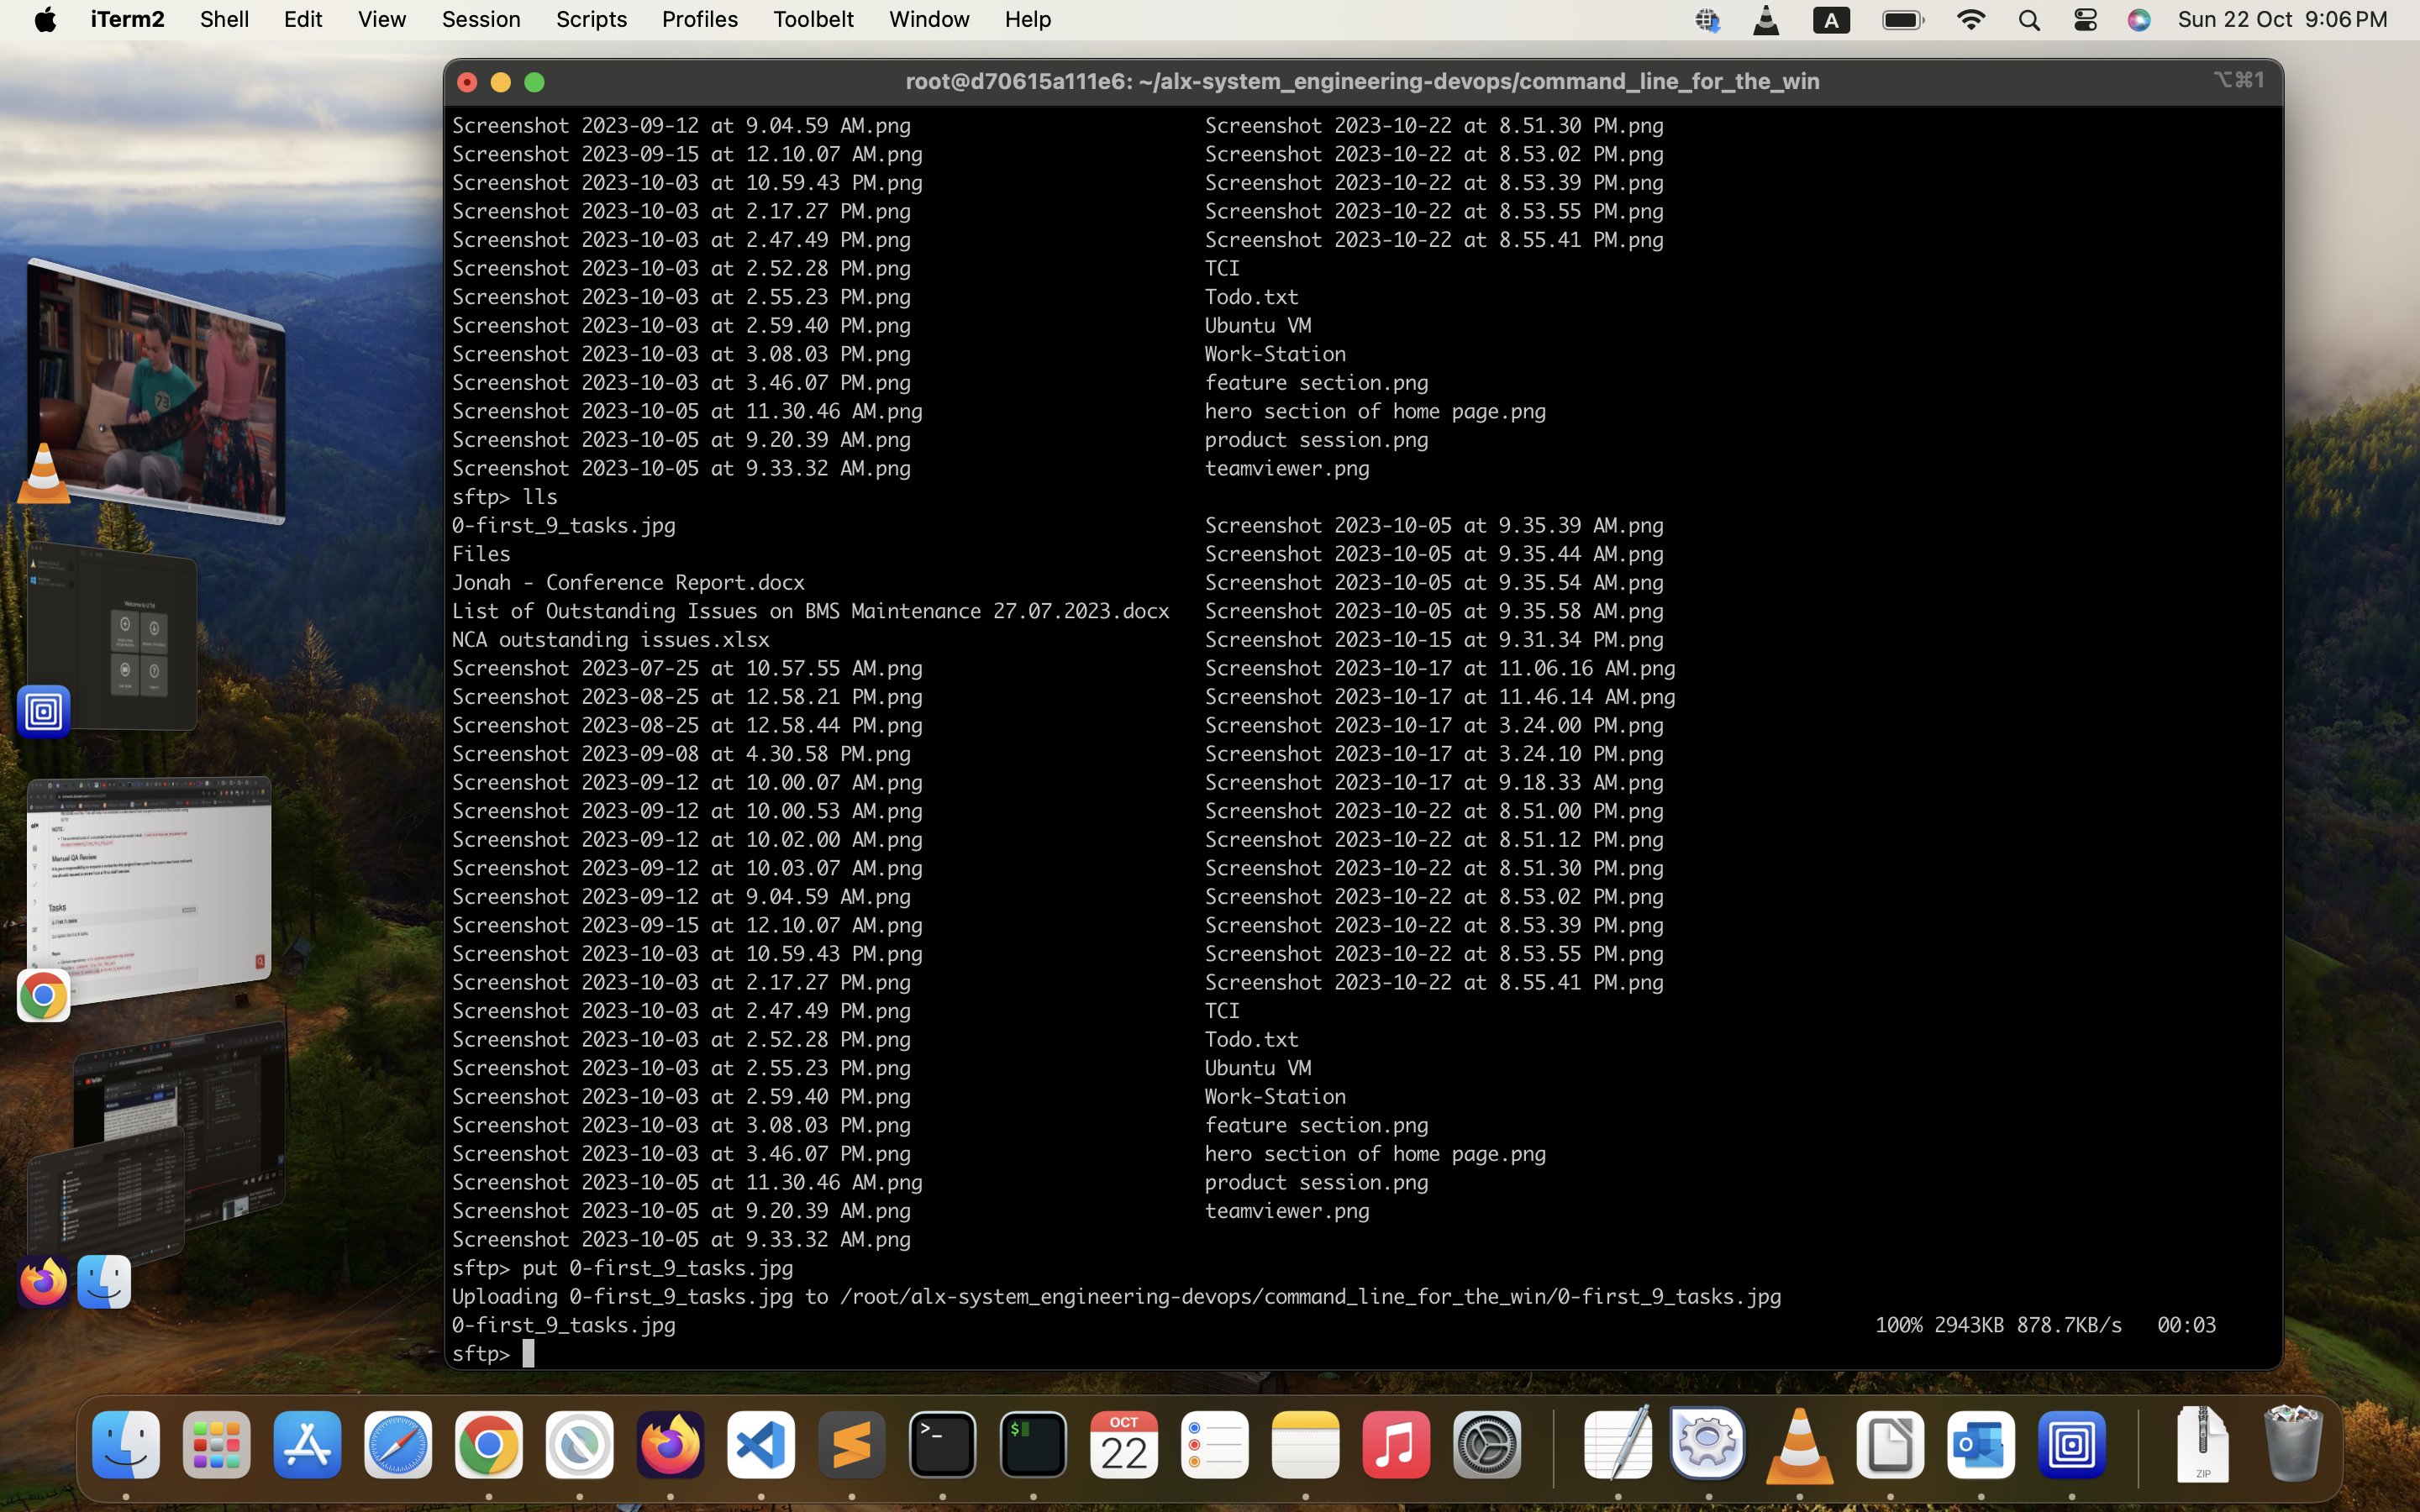 iTerm2 Shell Edit View Session Scripts Profiles Toolbelt Window Help A Sun 22 Oct 9:06 PM
root@d70615a111e6: ~/alx-system_engineering-devops/command_line_for_the_win ⌥⌘1
Screenshot 2023-09-12 at 9.04.59 AM.png Screenshot 2023-10-22 at 8.51.30 PM.png
Screenshot 2023-09-15 at 12.10.07 AM.png Screenshot 2023-10-22 at 8.53.02 PM.png
Screenshot 2023-10-03 at 10.59.43 PM.png Screenshot 2023-10-22 at 8.53.39 PM.png
Screenshot 2023-10-03 at 2.17.27 PM.png Screenshot 2023-10-22 at 8.53.55 PM.png
Screenshot 2023-10-03 at 2.47.49 PM.png Screenshot 2023-10-22 at 8.55.41 PM.png
Screenshot 2023-10-03 at 2.52.28 PM.png TCI
Screenshot 2023-10-03 at 2.55.23 PM.png Todo.txt
Screenshot 2023-10-03 at 2.59.40 PM.png Ubuntu VM
Screenshot 2023-10-03 at 3.08.03 PM.png Work-Station
Screenshot 2023-10-03 at 3.46.07 PM.png feature section.png
Screenshot 2023-10-05 at 11.30.46 AM.png hero section of home page.png
Screenshot 2023-10-05 at 9.20.39 AM.png product session.png
Screenshot 2023-10-05 at 9.33.32 AM.png teamviewer.png
sftp> lls
0-first_9_tasks.jpg Screenshot 2023-10-05 at 9.35.39 AM.png
Files Screenshot 2023-10-05 at 9.35.44 AM.png
Jonah - Conference Report.docx Screenshot 2023-10-05 at 9.35.54 AM.png
List of Outstanding Issues on BMS Maintenance 27.07.2023.docx Screenshot 2023-10-05 at 9.35.58 AM.png
NCA outstanding issues.xlsx Screenshot 2023-10-15 at 9.31.34 PM.png
Screenshot 2023-07-25 at 10.57.55 AM.png Screenshot 2023-10-17 at 11.06.16 AM.png
Screenshot 2023-08-25 at 12.58.21 PM.png Screenshot 2023-10-17 at 11.46.14 AM.png
Screenshot 2023-08-25 at 12.58.44 PM.png Screenshot 2023-10-17 at 3.24.00 PM.png
Screenshot 2023-09-08 at 4.30.58 PM.png Screenshot 2023-10-17 at 3.24.10 PM.png
Screenshot 2023-09-12 at 10.00.07 AM.png Screenshot 2023-10-17 at 9.18.33 AM.png
Screenshot 2023-09-12 at 10.00.53 AM.png Screenshot 2023-10-22 at 8.51.00 PM.png
Screenshot 2023-09-12 at 10.02.00 AM.png Screenshot 2023-10-22 at 8.51.12 PM.png
Screenshot 2023-09-12 at 10.03.07 AM.png Screenshot 2023-10-22 at 8.51.30 PM.png
Screenshot 2023-09-12 at 9.04.59 AM.png Screenshot 2023-10-22 at 8.53.02 PM.png
Screenshot 2023-09-15 at 12.10.07 AM.png Screenshot 2023-10-22 at 8.53.39 PM.png
Screenshot 2023-10-03 at 10.59.43 PM.png Screenshot 2023-10-22 at 8.53.55 PM.png
Screenshot 2023-10-03 at 2.17.27 PM.png Screenshot 2023-10-22 at 8.55.41 PM.png
Screenshot 2023-10-03 at 2.47.49 PM.png TCI
Screenshot 2023-10-03 at 2.52.28 PM.png Todo.txt
Screenshot 2023-10-03 at 2.55.23 PM.png Ubuntu VM
Screenshot 2023-10-03 at 2.59.40 PM.png Work-Station
Screenshot 2023-10-03 at 3.08.03 PM.png feature section.png
Screenshot 2023-10-03 at 3.46.07 PM.png hero section of home page.png
Screenshot 2023-10-05 at 11.30.46 AM.png product session.png
Screenshot 2023-10-05 at 9.20.39 AM.png teamviewer.png
Screenshot 2023-10-05 at 9.33.32 AM.png
sftp> put 0-first_9_tasks.jpg
Uploading 0-first_9_tasks.jpg to /root/alx-system_engineering-devops/command_line_for_the_win/0-first_9_tasks.jpg
0-first_9_tasks.jpg 100% 2943KB 878.7KB/s 00:03
sftp>
73
Manual QA Review
Tasks
OCT
22
ZIP